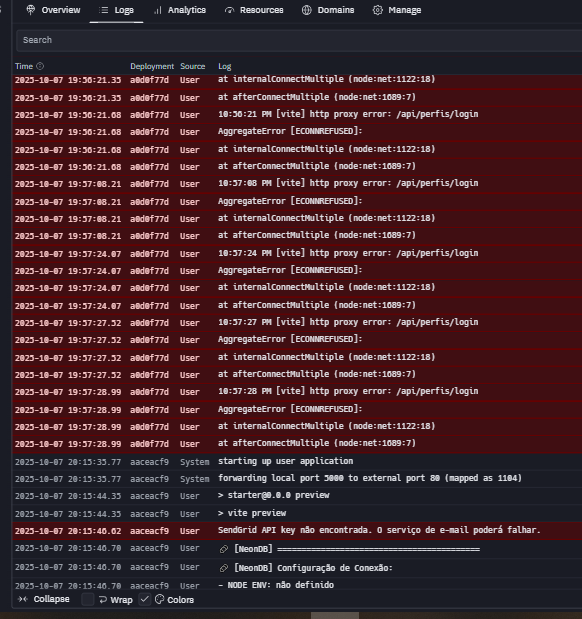 Overview Logs Analytics Resources Domains Manage
Search
Time Deployment Source Log
2025-10-07 19:56:21.35 a0d0f77d User at internalConnectMultiple (node:net:1122:18)
2025-10-07 19:56:21.35 a0d0f77d User at afterConnectMultiple (node:net:1689:7)
2025-10-07 19:56:21.68 a0d0f77d User 10:56:21 PM [vite] http proxy error: /api/perfis/login
2025-10-07 19:56:21.68 a0d0f77d User AggregateError [ECONNREFUSED]:
2025-10-07 19:56:21.68 a0d0f77d User at internalConnectMultiple (node:net:1122:18)
2025-10-07 19:56:21.68 a0d0f77d User at afterConnectMultiple (node:net:1689:7)
2025-10-07 19:57:08.21 a0d0f77d User 10:57:08 PM [vite] http proxy error: /api/perfis/login
2025-10-07 19:57:08.21 a0d0f77d User AggregateError [ECONNREFUSED]:
2025-10-07 19:57:08.21 a0d0f77d User at internalConnectMultiple (node:net:1122:18)
2025-10-07 19:57:08.21 a0d0f77d User at afterConnectMultiple (node:net:1689:7)
2025-10-07 19:57:24.07 a0d0f77d User 10:57:24 PM [vite] http proxy error: /api/perfis/login
2025-10-07 19:57:24.07 a0d0f77d User AggregateError [ECONNREFUSED]:
2025-10-07 19:57:24.07 a0d0f77d User at internalConnectMultiple (node:net:1122:18)
2025-10-07 19:57:24.07 a0d0f77d User at afterConnectMultiple (node:net:1689:7)
2025-10-07 19:57:27.52 a0d0f77d User 10:57:27 PM [vite] http proxy error: /api/perfis/login
2025-10-07 19:57:27.52 a0d0f77d User AggregateError [ECONNREFUSED]:
2025-10-07 19:57:27.52 a0d0f77d User at internalConnectMultiple (node:net:1122:18)
2025-10-07 19:57:27.52 a0d0f77d User at afterConnectMultiple (node:net:1689:7)
2025-10-07 19:57:28.99 a0d0f77d User 10:57:28 PM [vite] http proxy error: /api/perfis/login
2025-10-07 19:57:28.99 a0d0f77d User AggregateError [ECONNREFUSED]:
2025-10-07 19:57:28.99 a0d0f77d User at internalConnectMultiple (node:net:1122:18)
2025-10-07 19:57:28.99 a0d0f77d User at afterConnectMultiple (node:net:1689:7)
2025-10-07 20:15:35.77 aaceacf9 System starting up user application
2025-10-07 20:15:35.77 aaceacf9 System forwarding local port 5000 to external port 80 (mapped as 1104)
2025-10-07 20:15:44.35 aaceacf9 User > starter@0.0.0 preview
2025-10-07 20:15:44.35 aaceacf9 User > vite preview
2025-10-07 20:15:46.62 aaceacf9 User SendGrid API key não encontrada. O serviço de e-mail poderá falhar.
2025-10-07 20:15:46.70 aaceacf9 User [NeonDB] ========================================
2025-10-07 20:15:46.70 aaceacf9 User [NeonDB] Configuração de Conexão:
2025-10-07 20:15:46.70 aaceacf9 User - NODE ENV: não definido
Collapse Wrap Colors